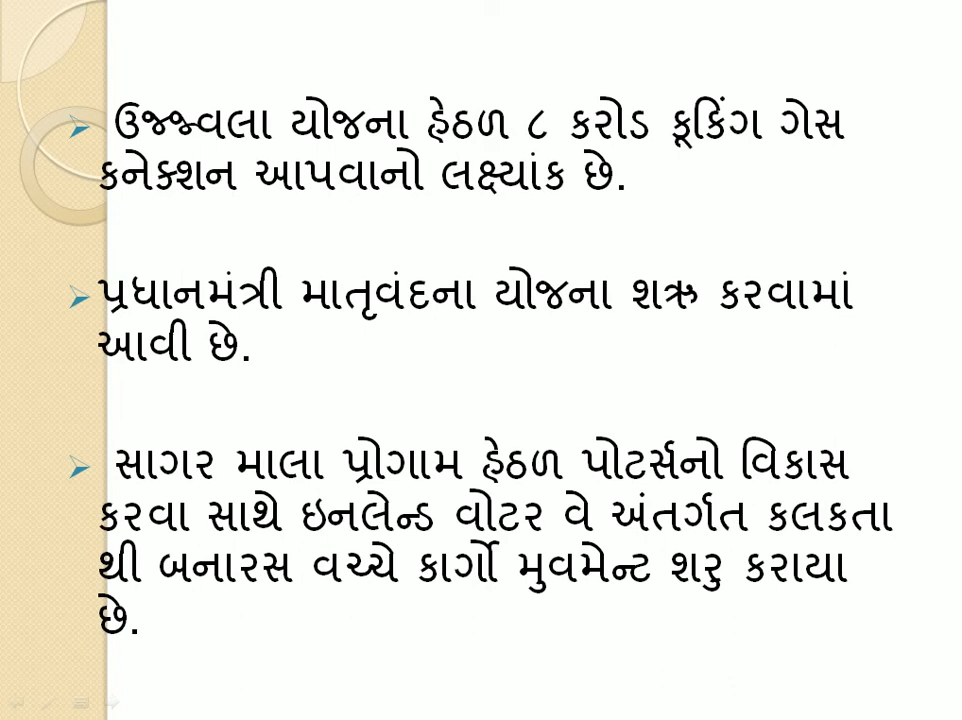 ઉજ્જ્વલા યોજના હેઠળ ૮ કરોડ કૂકિંગ ગેસ
કનેક્શન આપવાનો લક્ષ્યાંક છે.
પ્રધાનમંત્રી માતૃવંદના યોજના શઋ કરવામાં
આવી છે.
સાગર માલા પ્રોગામ હેઠળ પોટર્સનો વિકાસ
કરવા સાથે ઇનલેન્ડ વોટર વે અંતર્ગત કલકતા
થી બનારસ વચ્ચે કાર્ગો મુવમેન્ટ શરુ કરાયા
છે.